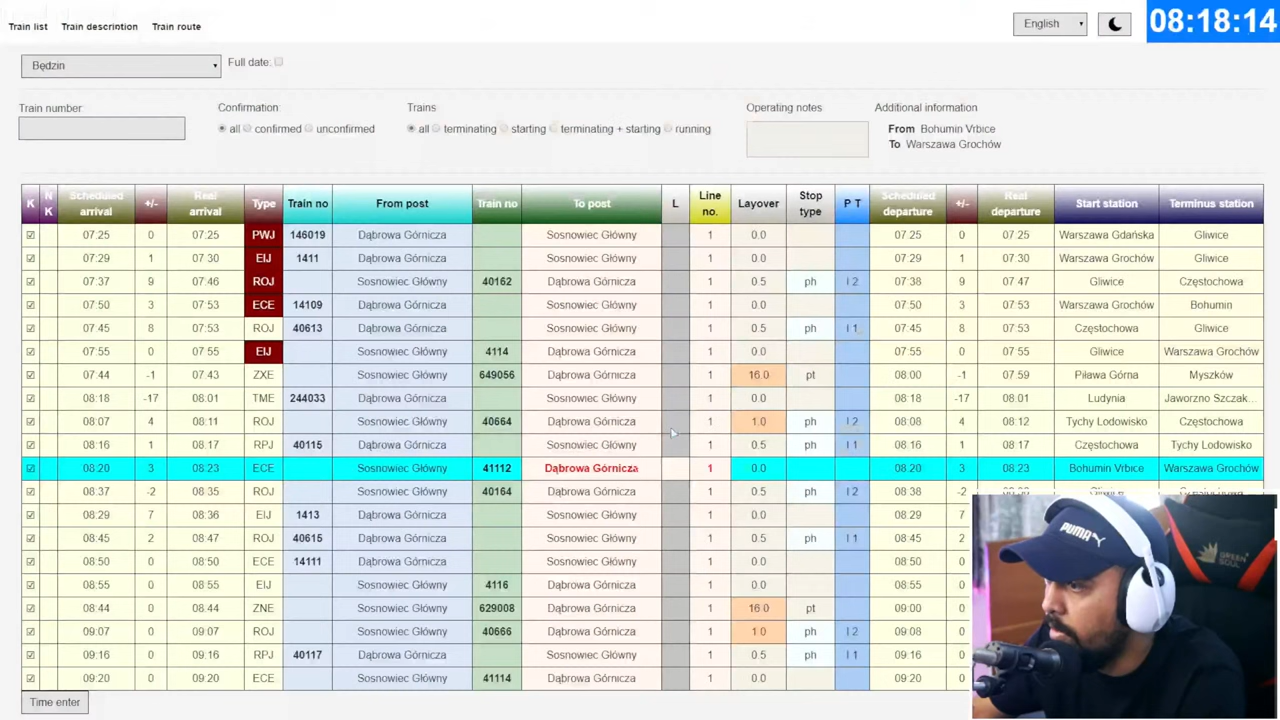 Train list Train description Train route English 08:18:14
Będzin Full date:
Train number: Confirmation: Trains Operating notes Additional information
all confirmed unconfirmed all terminating starting terminating + starting running From Bohumin Vrbice
To Warszawa Grochów
K N K Scheduled arrival +/- Real arrival Type Train no From post Train no To post L Line no. Layover Stop type P T Scheduled departure +/- Real departure Start station Terminus station
07:25 0 07:25 PWJ 146019 Dąbrowa Górnicza Sosnowiec Główny 1 0.0 07:25 0 07:25 Warszawa Gdańska Gliwice
07:29 1 07:30 EIJ 1411 Dąbrowa Górnicza Sosnowiec Główny 1 0.0 07:29 1 07:30 Warszawa Grochów Gliwice
07:37 9 07:46 ROJ Sosnowiec Główny 40162 Dąbrowa Górnicza 1 0.5 ph I 2 07:38 9 07:47 Gliwice Częstochowa
07:50 3 07:53 ECE 14109 Dąbrowa Górnicza Sosnowiec Główny 1 0.0 07:50 3 07:53 Warszawa Grochów Bohumin
07:45 8 07:53 ROJ 40613 Dąbrowa Górnicza Sosnowiec Główny 1 0.5 ph I 1 07:45 8 07:53 Częstochowa Gliwice
07:55 0 07:55 EIJ Sosnowiec Główny 4114 Dąbrowa Górnicza 1 0.0 07:55 0 07:55 Gliwice Warszawa Grochów
07:44 -1 07:43 ZXE Sosnowiec Główny 649056 Dąbrowa Górnicza 1 16.0 pt 08:00 -1 07:59 Piława Górna Myszków
08:18 -17 08:01 TME 244033 Dąbrowa Górnicza Sosnowiec Główny 1 0.0 08:18 -17 08:01 Ludynia Jaworzno Szczak...
08:07 4 08:11 ROJ Sosnowiec Główny 40664 Dąbrowa Górnicza 1 1.0 ph I 2 08:08 4 08:12 Tychy Lodowisko Częstochowa
08:16 1 08:17 RPJ 40115 Dąbrowa Górnicza Sosnowiec Główny 1 0.5 ph I 1 08:16 1 08:17 Częstochowa Tychy Lodowisko
08:20 3 08:23 ECE Sosnowiec Główny 41112 Dąbrowa Górnicza 1 0.0 08:20 3 08:23 Bohumin Vrbice Warszawa Grochów
08:37 -2 08:35 ROJ Sosnowiec Główny 40164 Dąbrowa Górnicza 1 0.5 ph I 2 08:38 -2
08:29 7 08:36 EIJ 1413 Dąbrowa Górnicza Sosnowiec Główny 1 0.0 08:29 7
08:45 2 08:47 ROJ 40615 Dąbrowa Górnicza Sosnowiec Główny 1 0.5 ph I 1 08:45 2
08:50 0 08:50 ECE 14111 Dąbrowa Górnicza Sosnowiec Główny 1 0.0 08:50 0
08:55 0 08:55 EIJ Sosnowiec Główny 4116 Dąbrowa Górnicza 1 0.0 08:55 0
08:44 0 08:44 ZNE Sosnowiec Główny 629008 Dąbrowa Górnicza 1 16.0 pt 09:00 0
09:07 0 09:07 ROJ Sosnowiec Główny 40666 Dąbrowa Górnicza 1 1.0 ph I 2 09:08 0
09:16 0 09:16 RPJ 40117 Dąbrowa Górnicza Sosnowiec Główny 1 0.5 ph I 1 09:16 0
09:20 0 09:20 ECE Sosnowiec Główny 41114 Dąbrowa Górnicza 1 0.0 09:20 0
Time enter
PUMA
GREEN SOUL